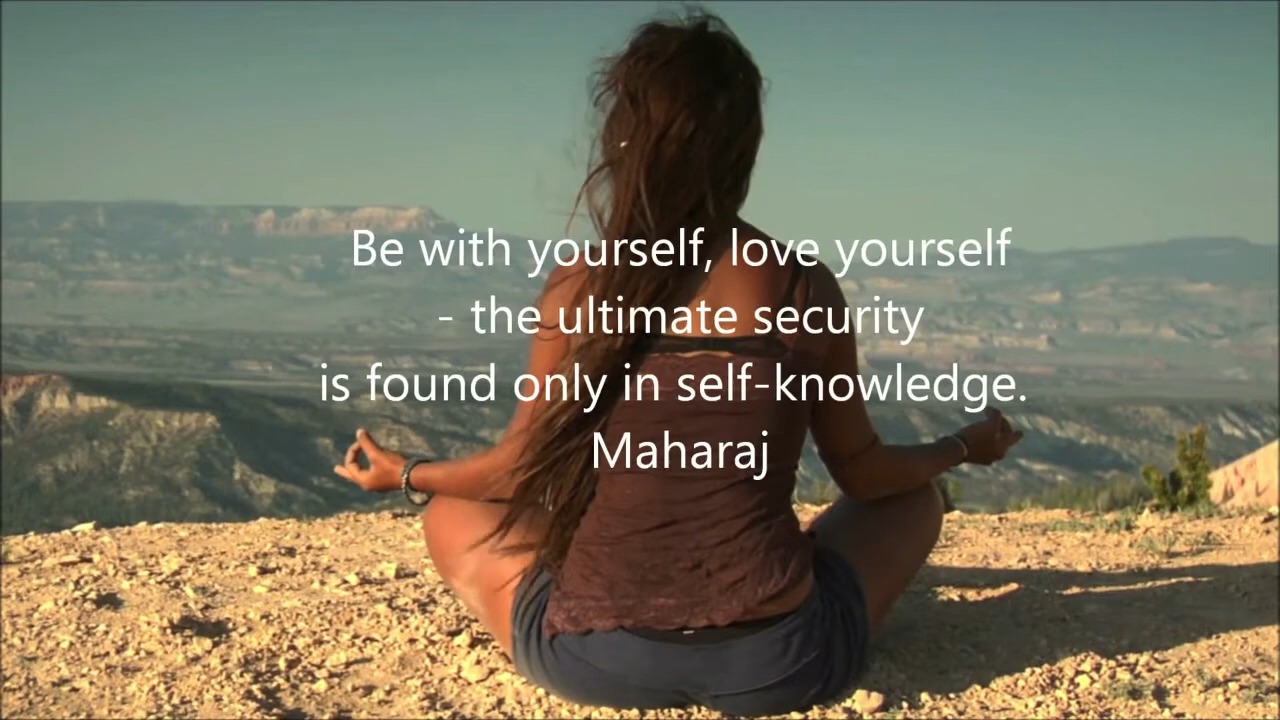 Be with yourself, love yourself
- the ultimate security
is found only in self-knowledge.
Maharaj